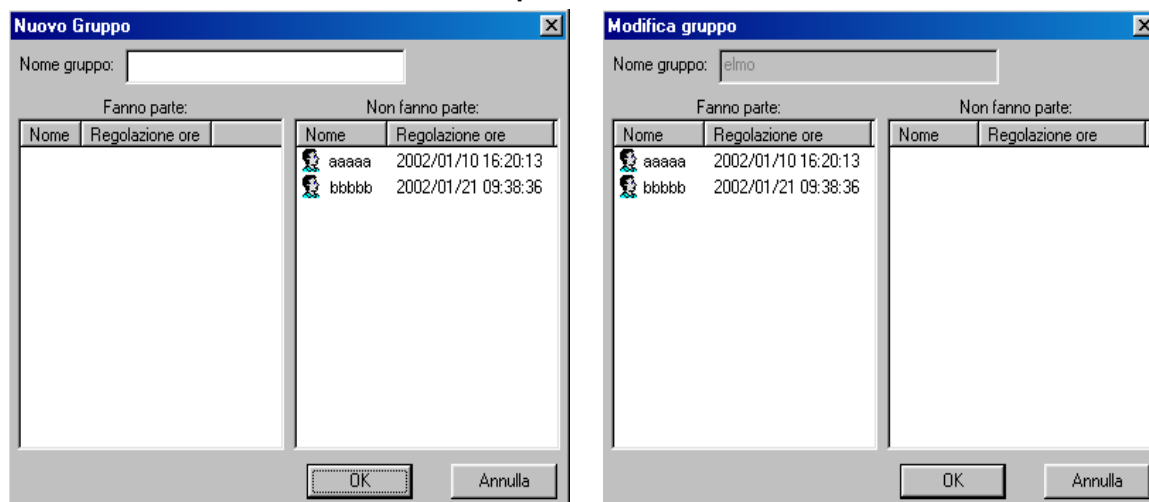 Nuovo Gruppo
Nome gruppo:
Fanno parte:
Non fanno parte:
Nome Regolazione ore
Nome Regolazione ore
aaaaa 2002/01/10 16:20:13
bbbbb 2002/01/21 09:38:36
OK Annulla
Modifica gruppo
Nome gruppo: elmo
Fanno parte:
Non fanno parte:
Nome Regolazione ore
Nome Regolazione ore
aaaaa 2002/01/10 16:20:13
bbbbb 2002/01/21 09:38:36
OK Annulla